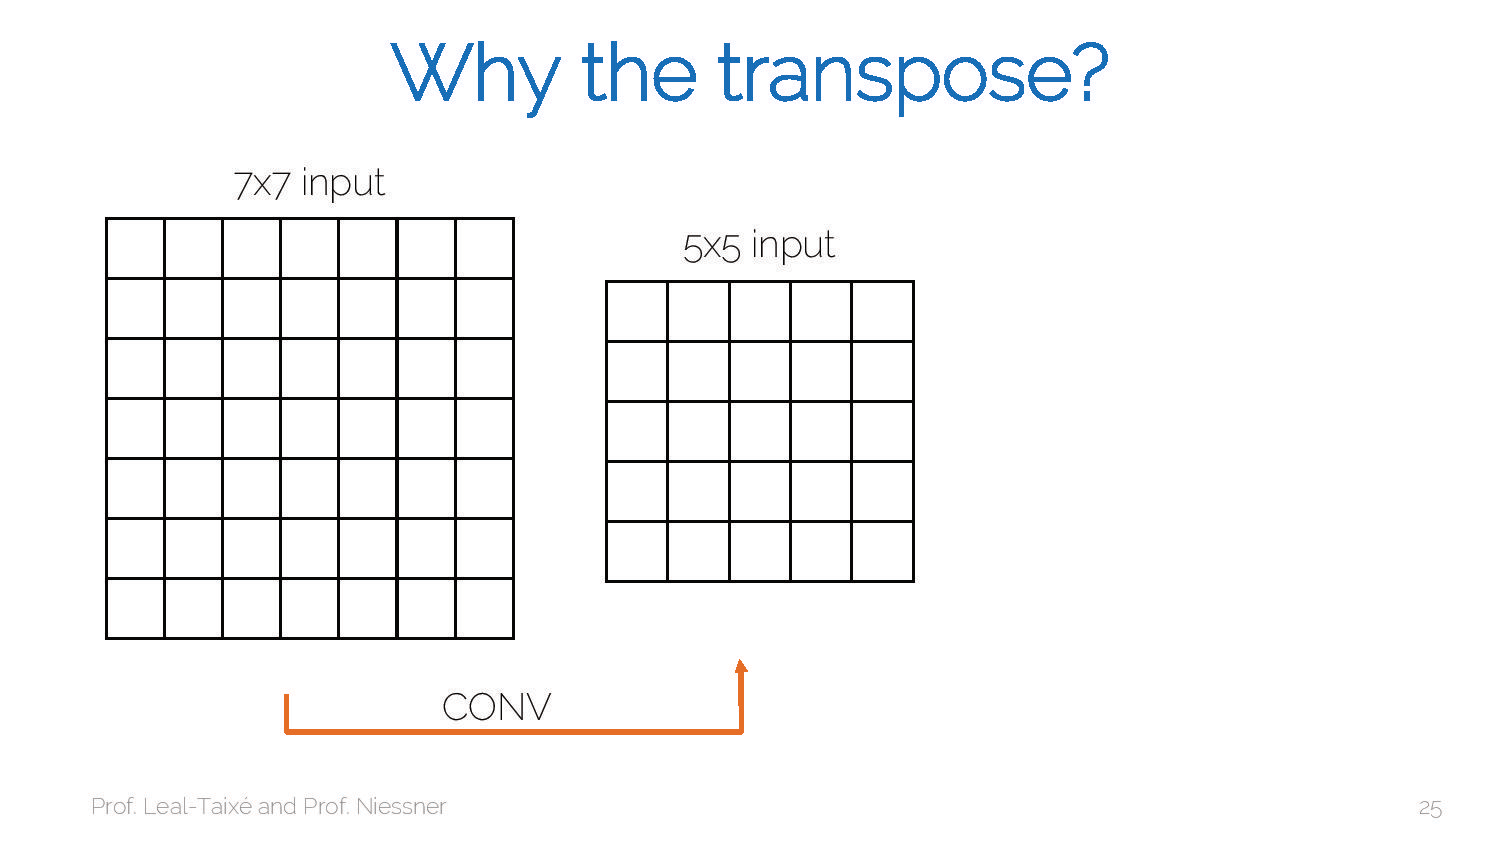 Why the transpose?
7x7 input
5x5 input
CONV
Prof. Leal-Taixé and Prof. Niessner
25